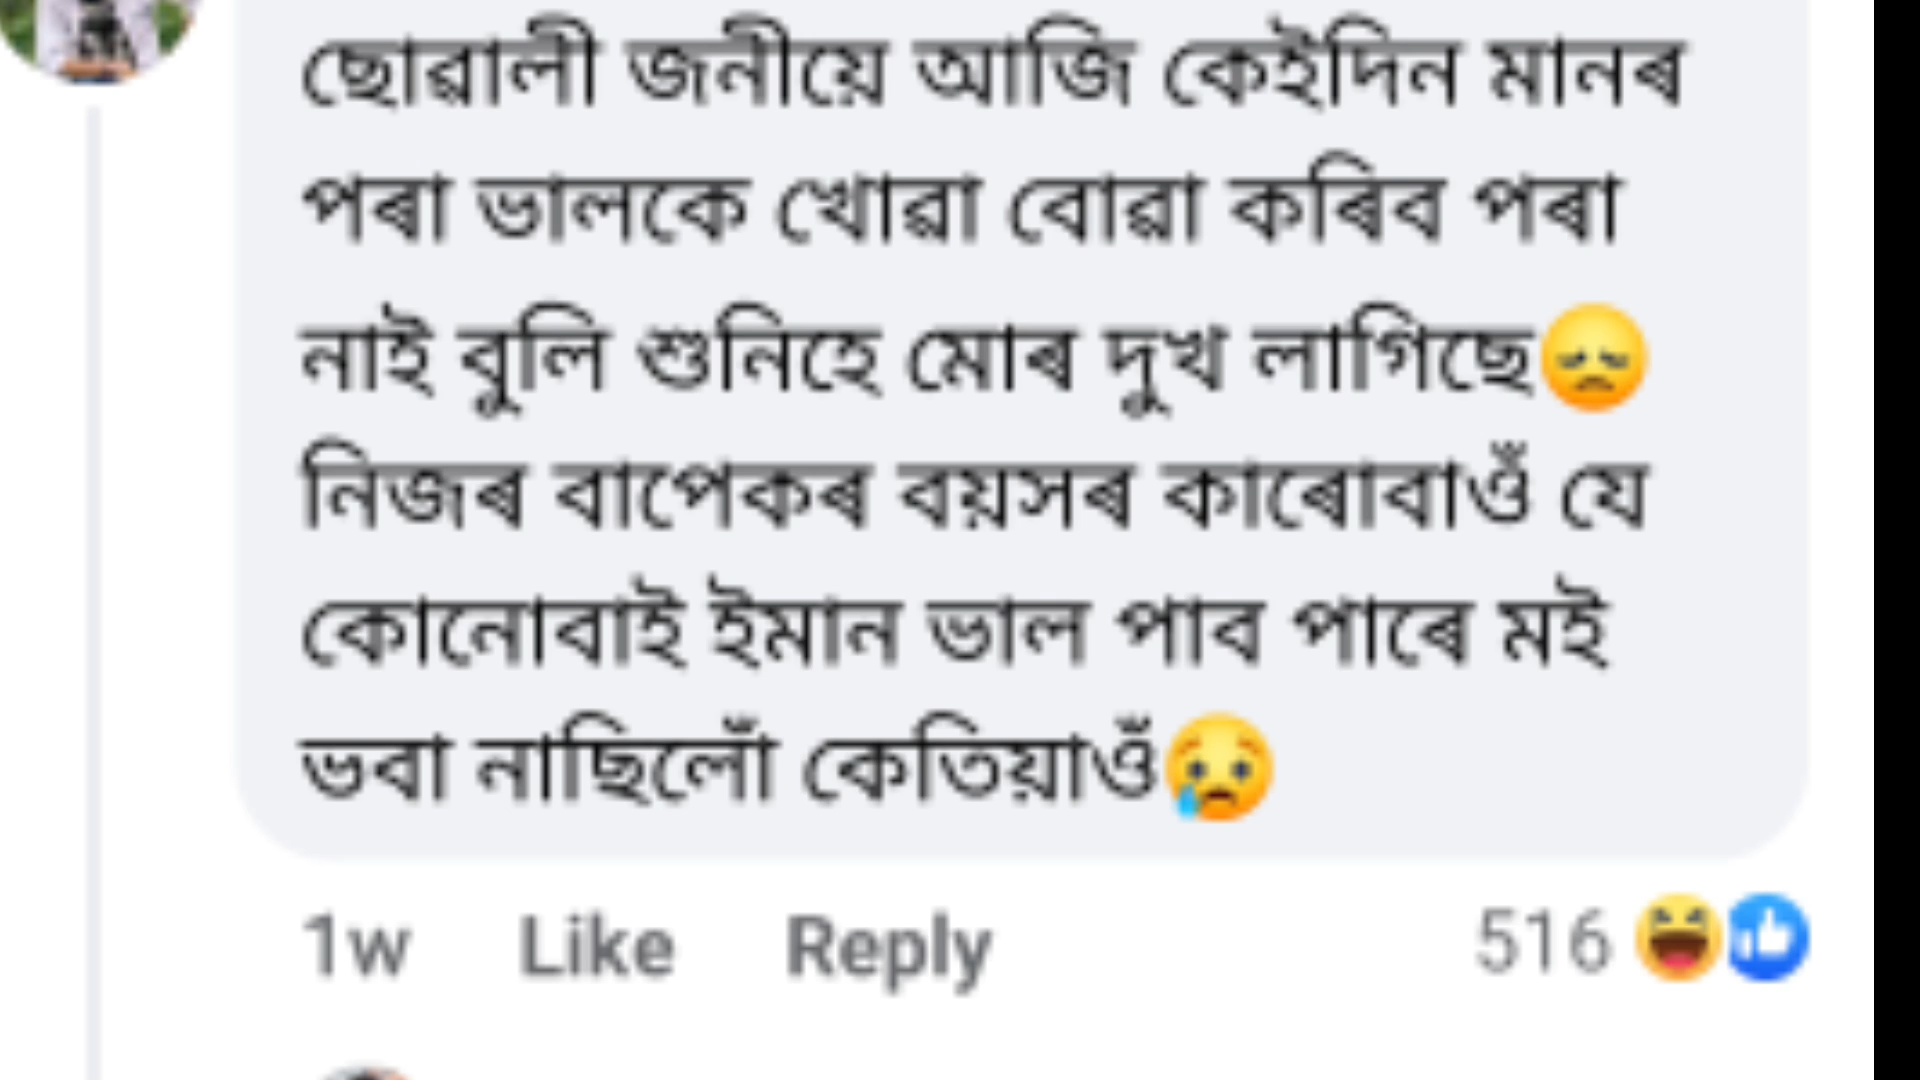 ছোৱালী জনীয়ে আজি কেইদিন মানৰ
পৰা ভালকে খোৱা বোৱা কৰিব পৰা
নাই বুলি শুনিহে মোৰ দুখ লাগিছে😞
নিজৰ বাপেকৰ বয়সৰ কাৰোবাওঁ যে
কোনোবাই ইমান ভাল পাব পাৰে মই
ভবা নাছিলোঁ কেতিয়াওঁ😢
1w Like Reply 516